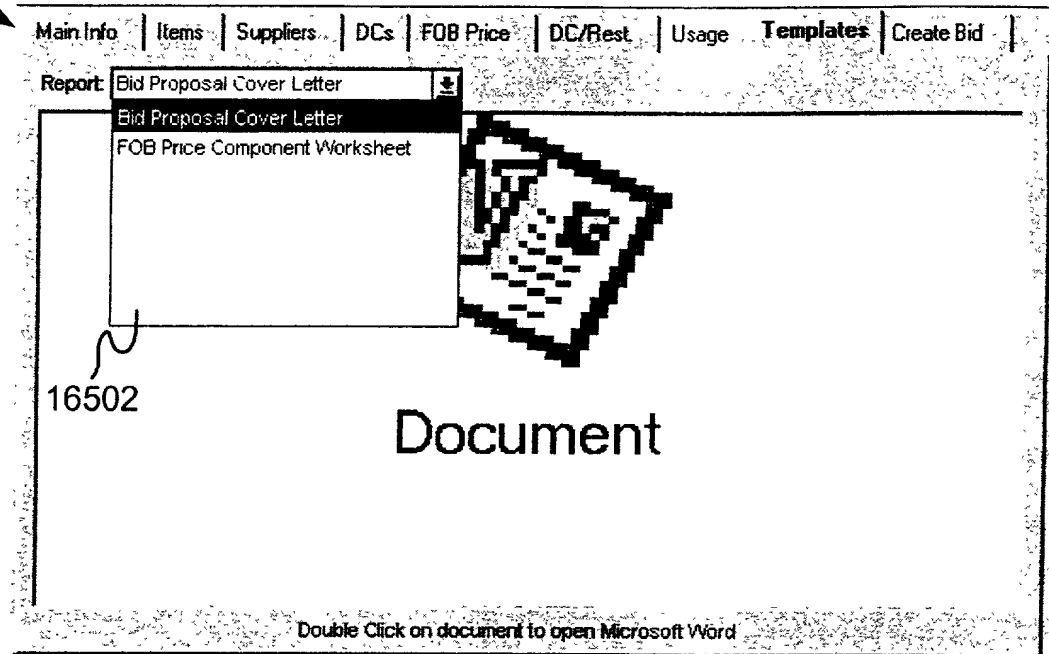 Main Info Items Suppliers DCs FOB Price DC/Rest. Usage Templates Create Bid
Report: Bid Proposal Cover Letter
Bid Proposal Cover Letter
FOB Price Component Worksheet
16502
Document
Double Click on document to open Microsoft Word